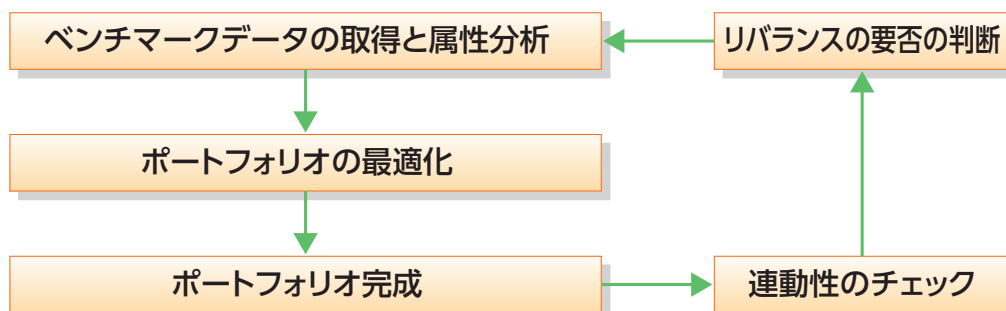 ベンチマークデータの取得と属性分析
リバランスの要否の判断
ポートフォリオの最適化
ポートフォリオ完成
連動性のチェック